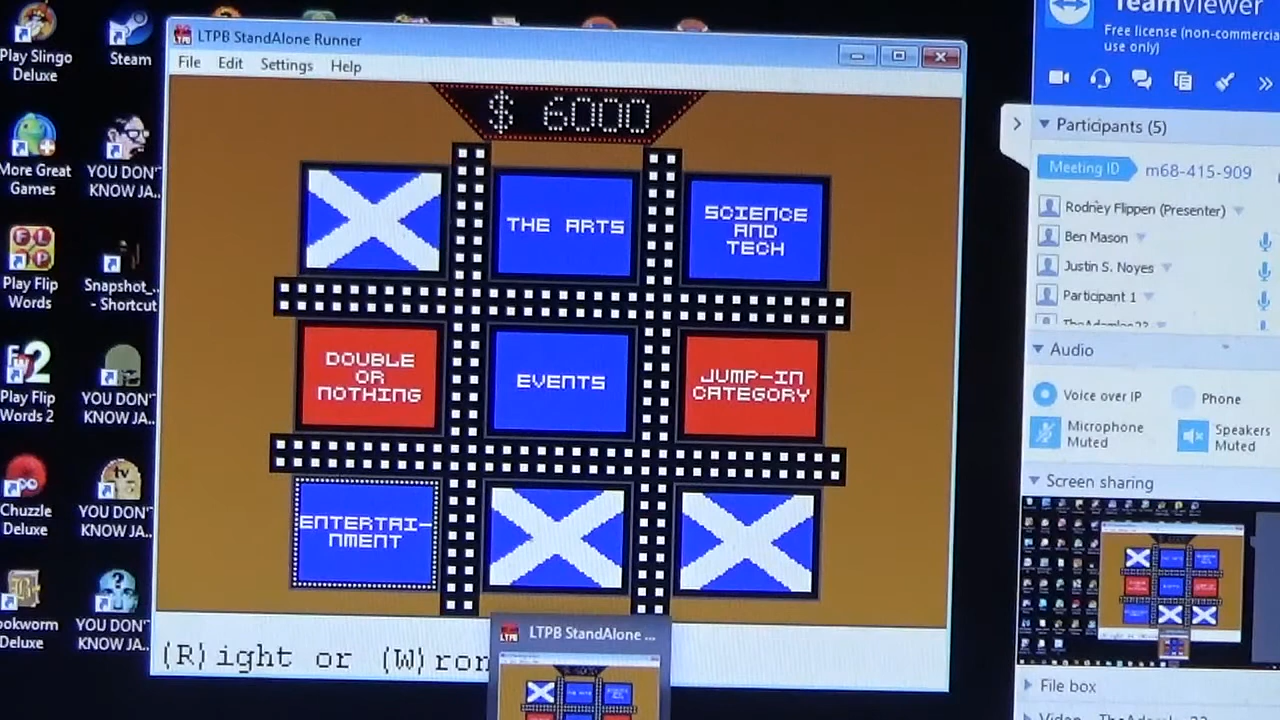 Play Slingo
Deluxe
Steam
More Great
Games
YOU DON'T
KNOW JA...
Play Flip
Words
Snapshot_...
- Shortcut
Play Flip
Words 2
YOU DON'T
KNOW JA...
Chuzzle
Deluxe
YOU DON'T
KNOW JA...
ookworm
Deluxe
YOU DON'T
KNOW JA...
LTPB StandAlone Runner
File Edit Settings Help
$ 6000
THE ARTS
SCIENCE
AND
TECH
DOUBLE
OR
NOTHING
EVENTS
JUMP-IN
CATEGORY
ENTERTAI-
NMENT
(R)ight or (W)ron
LTPB StandAlone ...
TeamViewer
Free license (non-commercia
use only)
Participants (5)
Meeting ID m68-415-909
Rodney Flippen (Presenter)
Ben Mason
Justin S. Noyes
Participant 1
Audio
Voice over IP
Phone
Microphone
Muted
Speakers
Muted
Screen sharing
File box